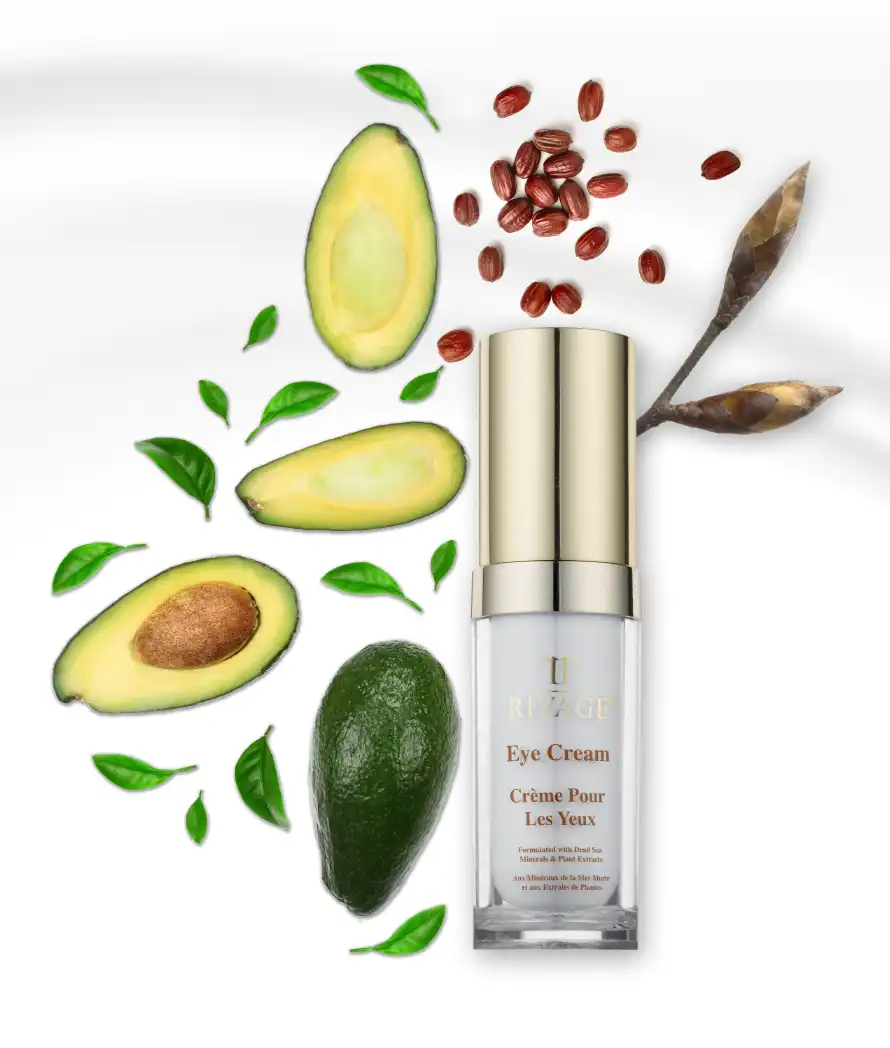 RIVAGE
Eye Cream
Crème Pour
Les Yeux
Formulated with Dead Sea
Minerals & Plant Extracts
Aux Minéraux de la Mer Morte
et aux Extraits de Plantes